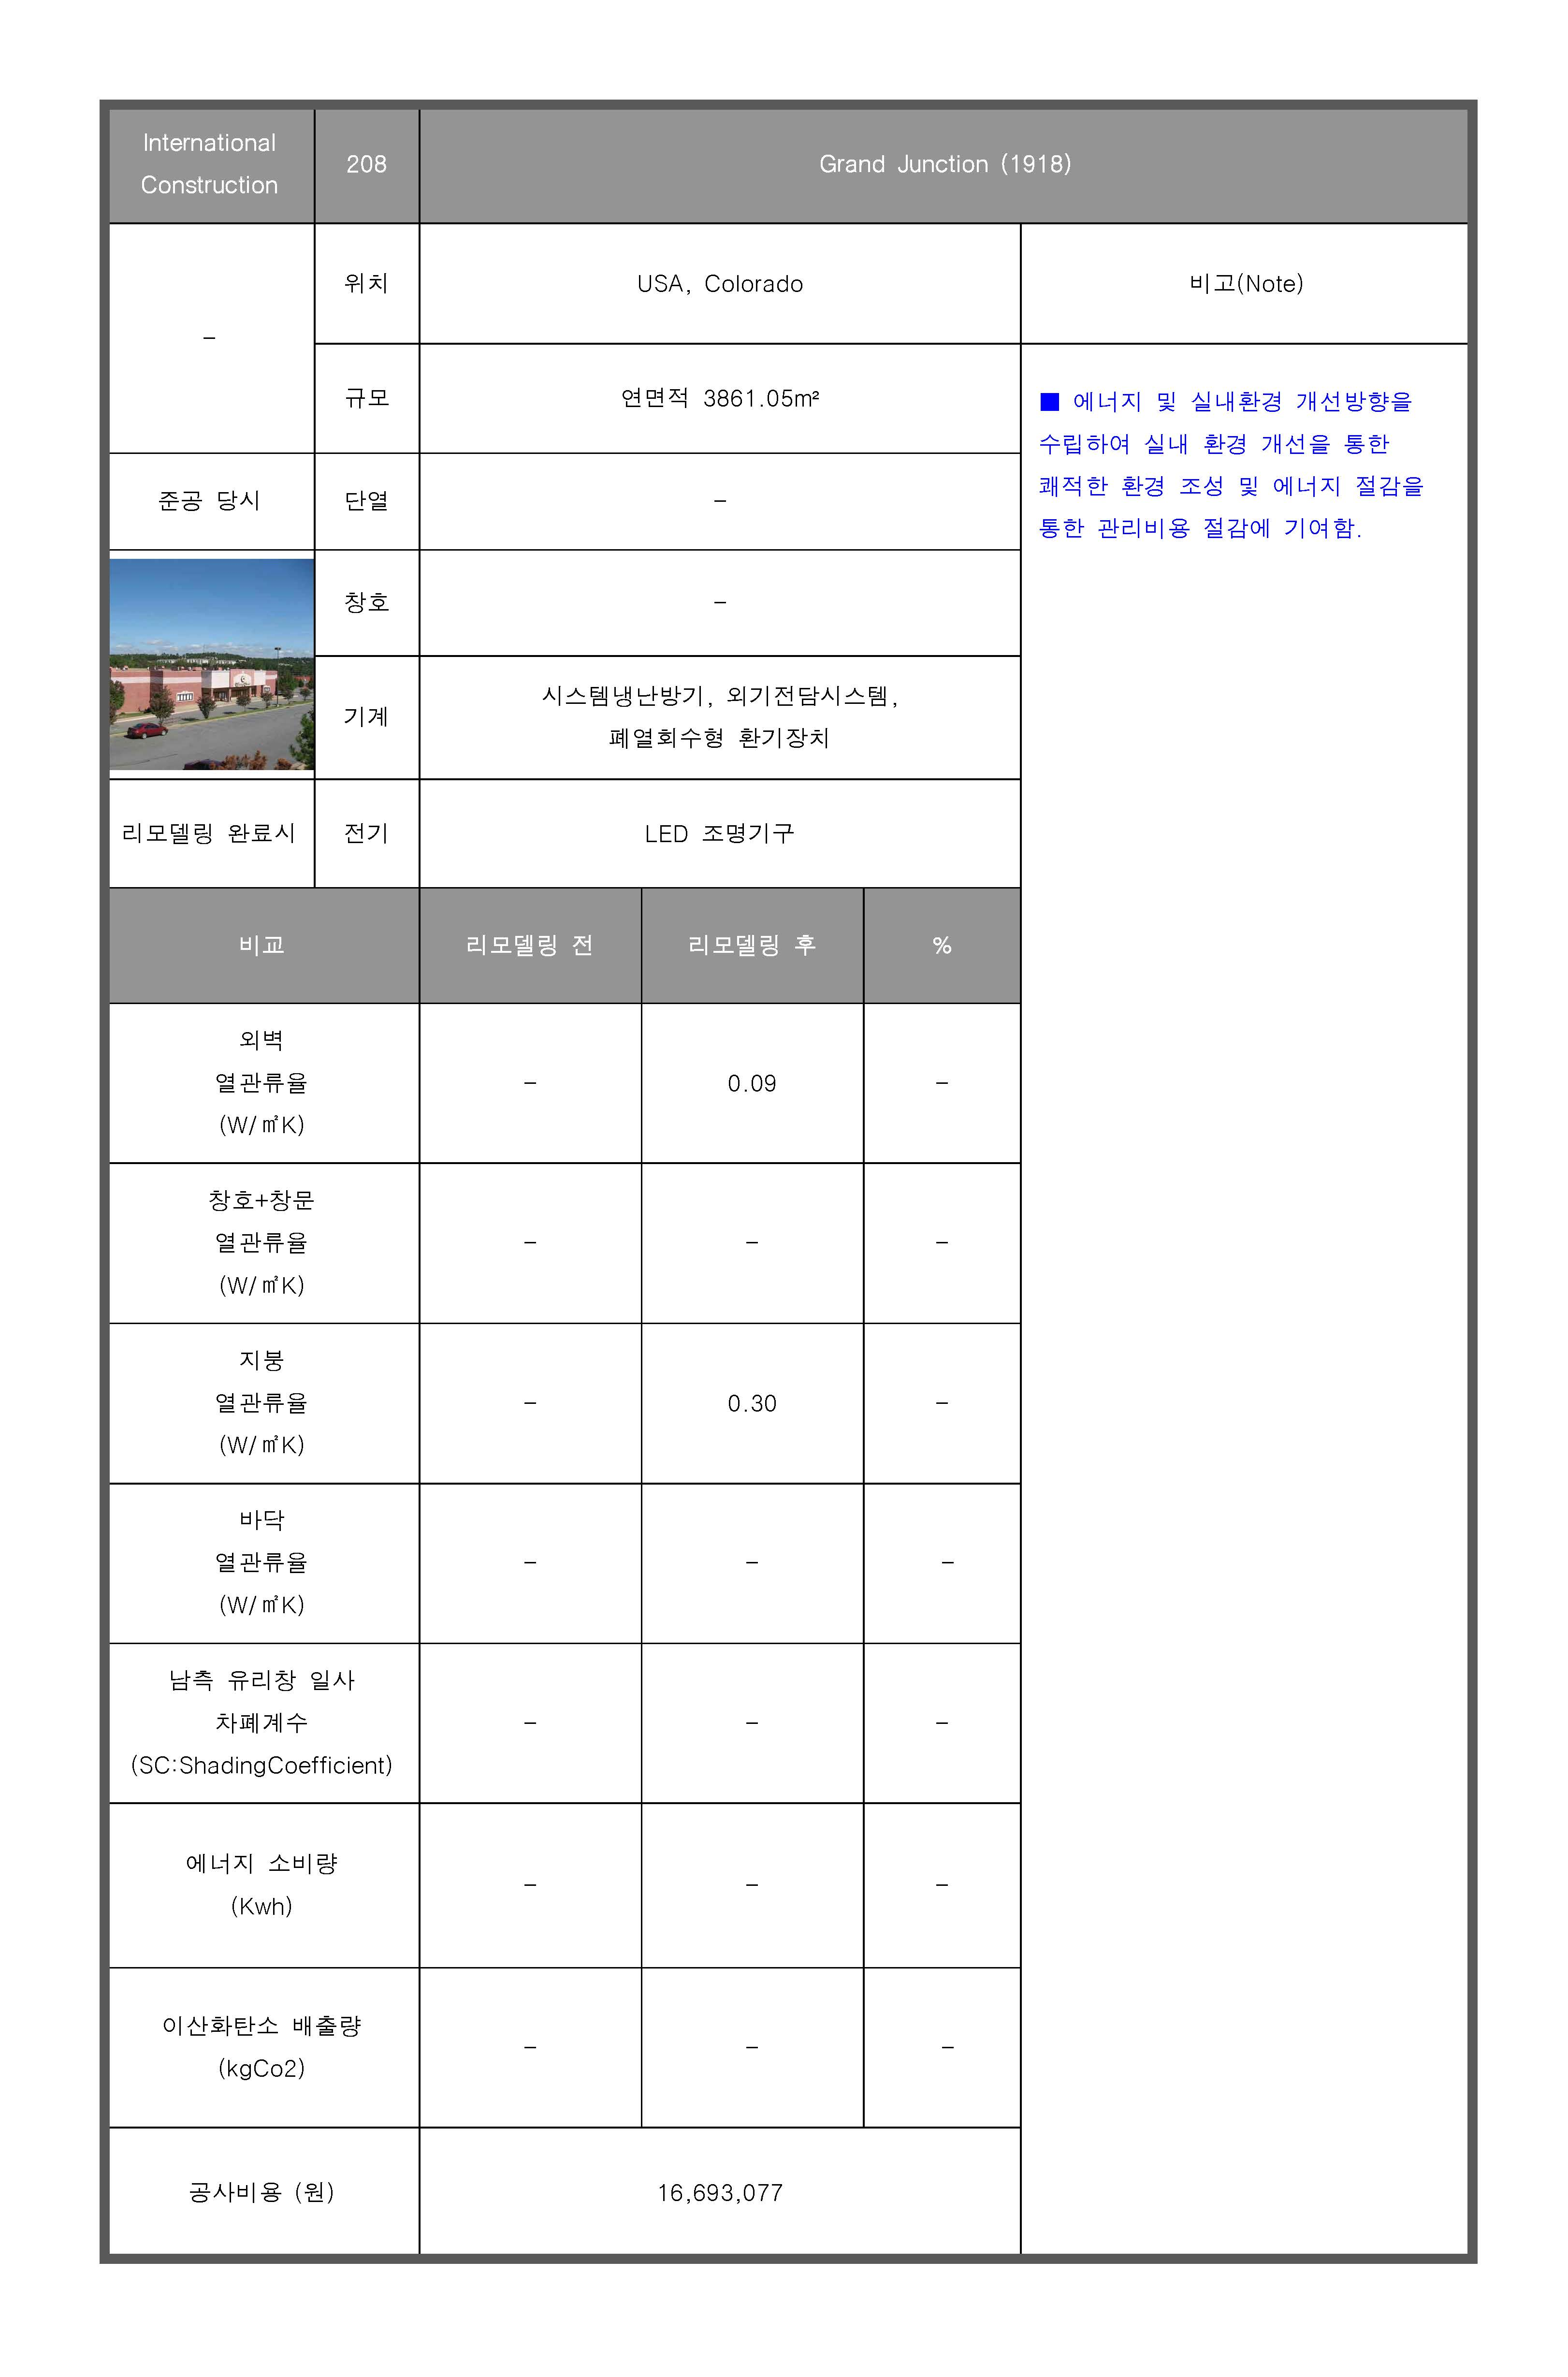 International
Construction
208
Grand Junction (1918)
-
위치
USA, Colorado
비고(Note)
규모
연면적 3861.05m²
■ 에너지 및 실내환경 개선방향을
수립하여 실내 환경 개선을 통한
쾌적한 환경 조성 및 에너지 절감을
통한 관리비용 절감에 기여함.
준공 당시
단열
-
창호
-
기계
시스템냉난방기, 외기전담시스템,
폐열회수형 환기장치
리모델링 완료시
전기
LED 조명기구
비교
리모델링 전
리모델링 후
%
외벽
열관류율
(W/㎡K)
-
0.09
-
창호+창문
열관류율
(W/㎡K)
-
-
-
지붕
열관류율
(W/㎡K)
-
0.30
-
바닥
열관류율
(W/㎡K)
-
-
-
남측 유리창 일사
차폐계수
(SC:ShadingCoefficient)
-
-
-
에너지 소비량
(Kwh)
-
-
-
이산화탄소 배출량
(kgCo2)
-
-
-
공사비용 (원)
16,693,077